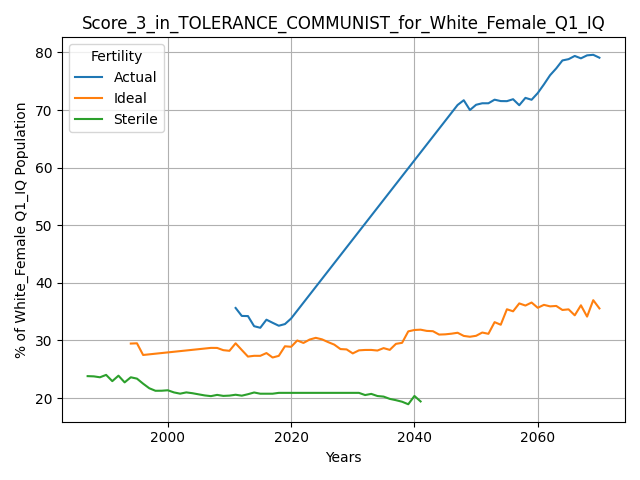 Score_3_in_TOLERANCE_COMMUNIST_for_White_Female_Q1_IQ
Fertility
Actual
Ideal
Sterile
% of White_Female Q1_IQ Population
80
70
60
50
40
30
20
2000 2020 2040 2060
Years